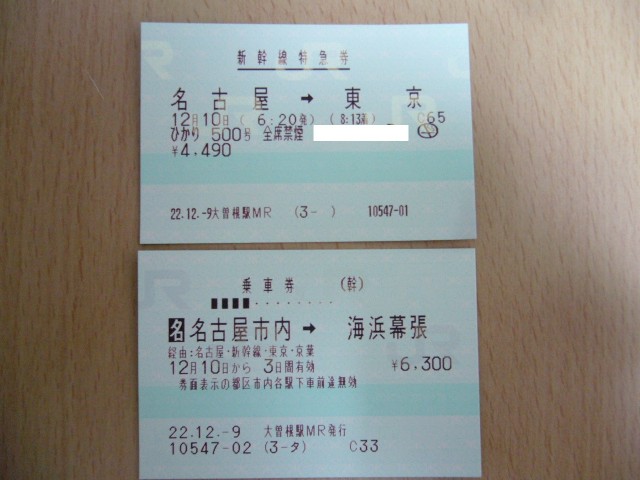 新幹線特急券
名古屋 → 東京
12月10日( 6:20発) ( 8:13着) C65
ひかり 500号 全席禁煙
¥4,490
22.12.-9大曽根駅MR (3- ) 10547-01
乗車券 (幹)
名 名古屋市内 → 海浜幕張
経由:名古屋・新幹線・東京・京葉
12月10日から 3日間有効 ¥6,300
券面表示の都区市内各駅下車前途無効
22.12.-9 大曽根駅MR発行
10547-02 (3-タ) C33